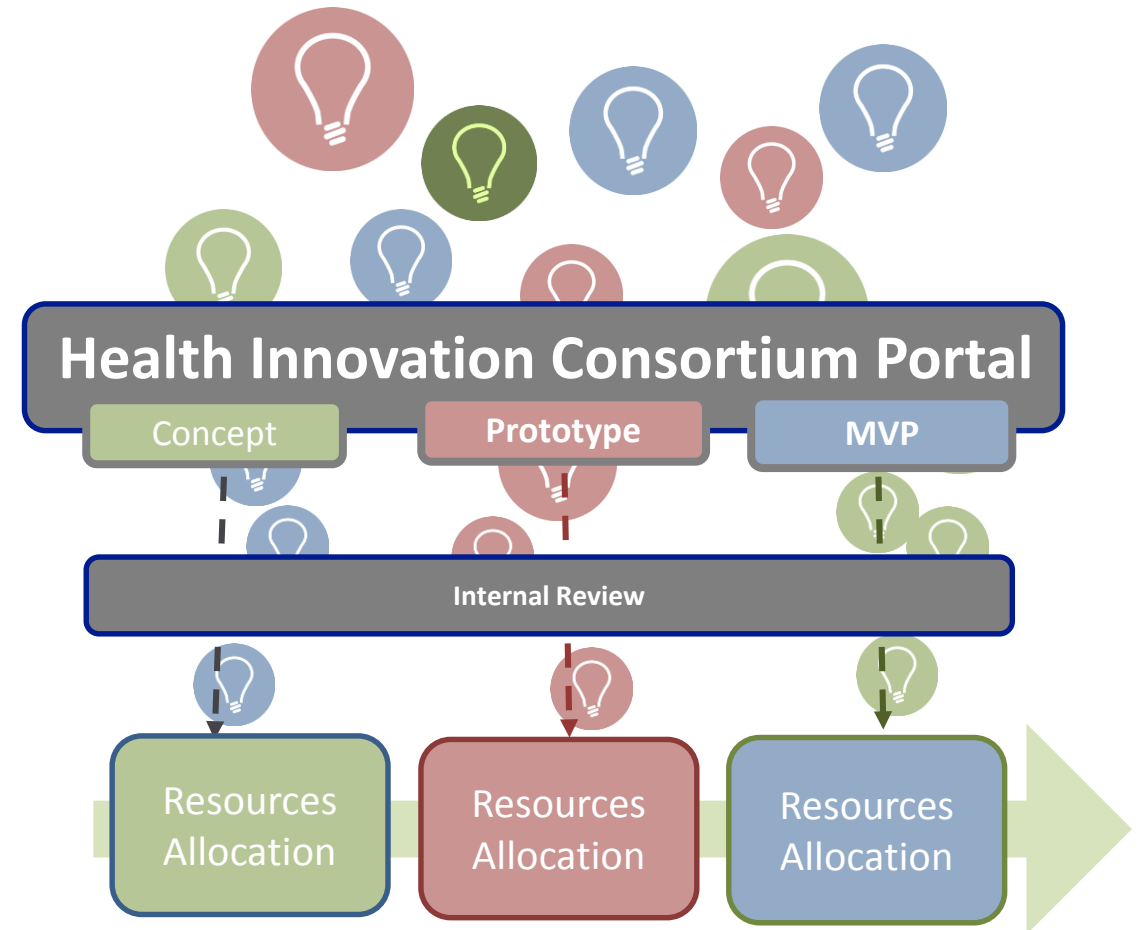 Health Innovation Consortium Portal
Concept
Prototype
MVP
Internal Review
Resources
Allocation
Resources
Allocation
Resources
Allocation